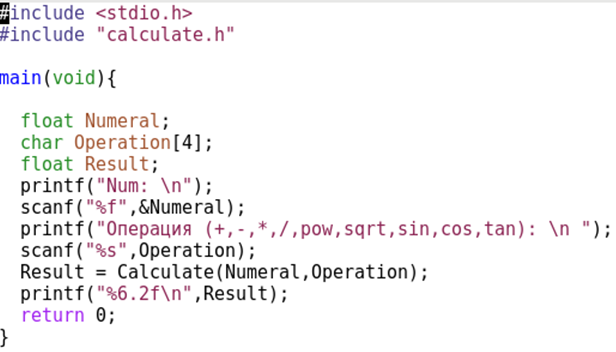 #include <stdio.h>
#include "calculate.h"
main(void){
float Numeral;
char Operation[4];
float Result;
printf("Num: \n");
scanf("%f",&Numeral);
printf("Операция (+,-,*,/,pow,sqrt,sin,cos,tan): \n ");
scanf("%s",Operation);
Result = Calculate(Numeral,Operation);
printf("%6.2f\n",Result);
return 0;
}